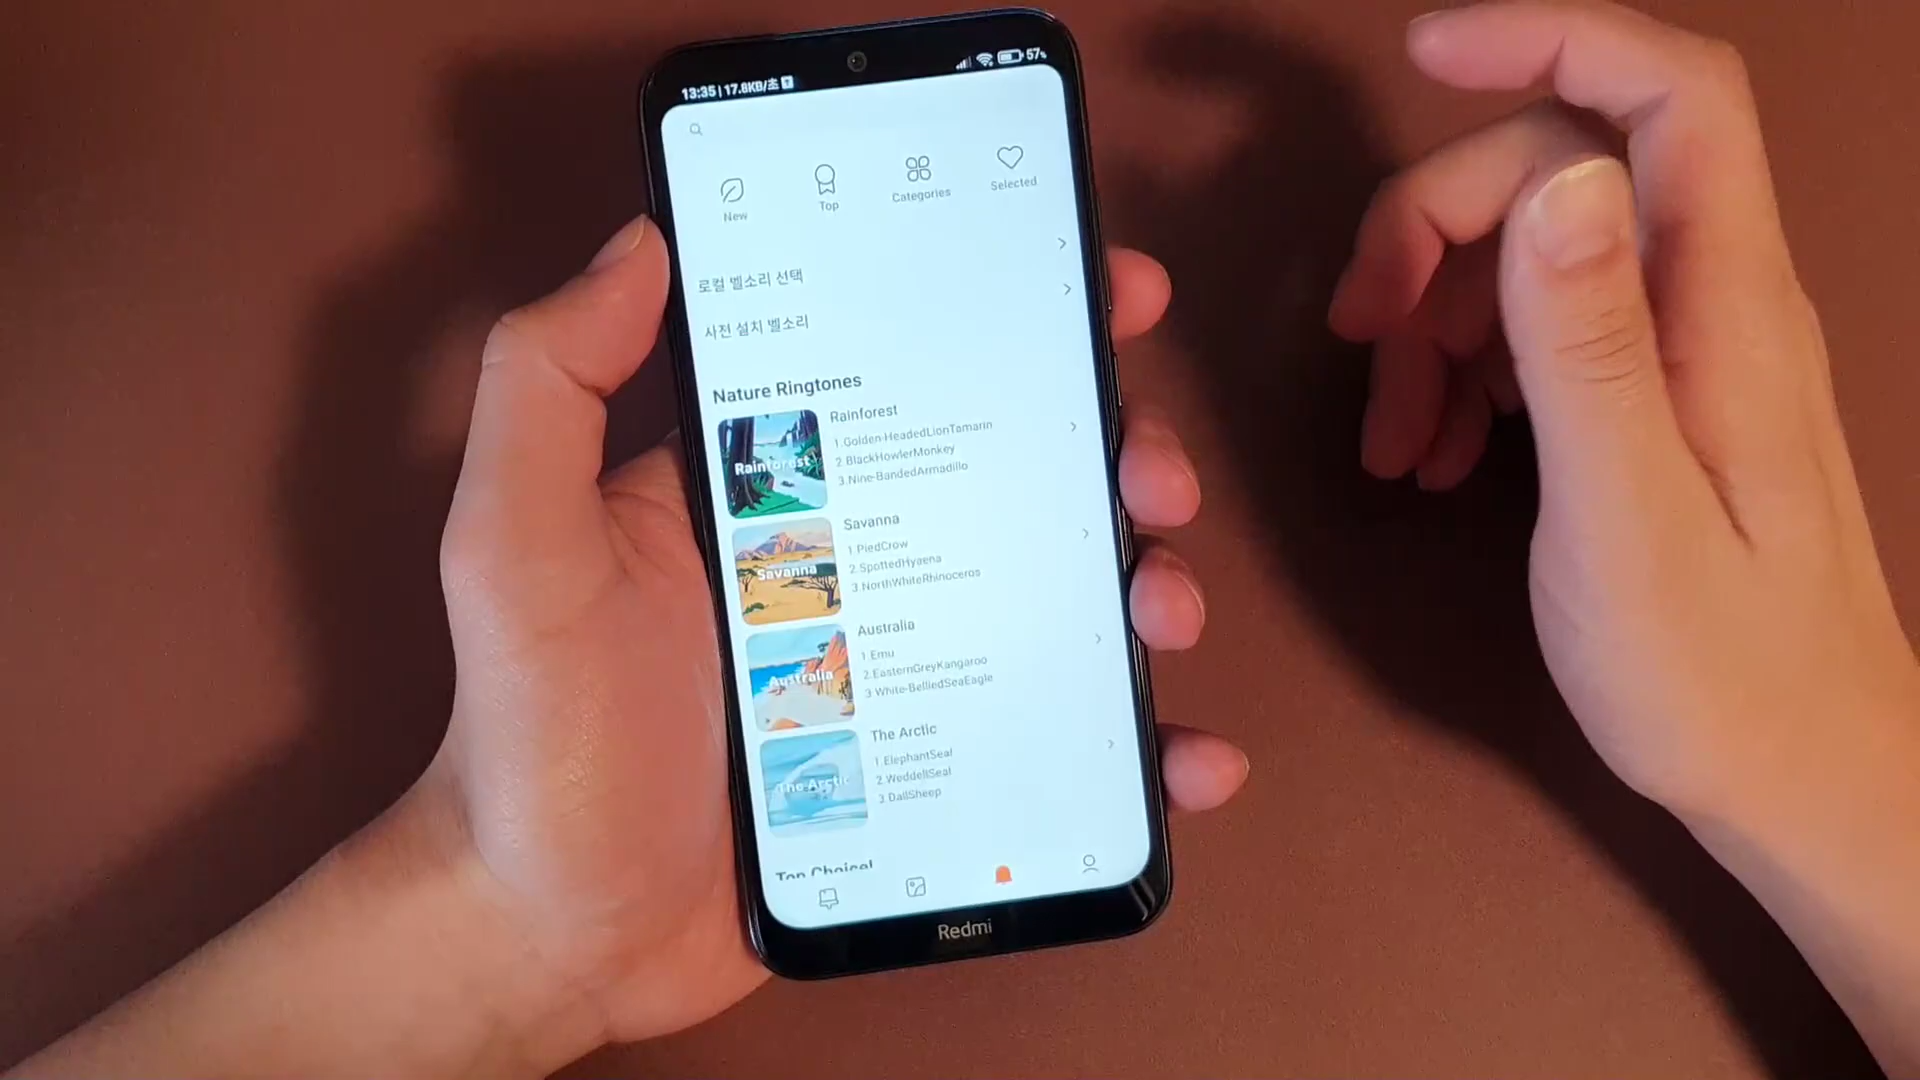 13:35 | 17.8KB/초
57%
New
Top
Categories
Selected
로컬 벨소리 선택
사전 설치 벨소리
Nature Ringtones
Rainforest
Rainforest
1.Golden-HeadedLionTamarin
2 BlackHowlerMonkey
3.Nine-BandedArmadillo
Savanna
Savanna
1 PiedCrow
2.SpottedHyaena
3.NorthWhiteRhinoceros
Australia
Australia
1 Emu
2.EasternGreyKangaroo
3 White-BelliedSeaEagle
The Arctic
The Arctic
1 ElephantSeal
2 WeddellSeal
3 DallSheep
Top Choice!
Redmi